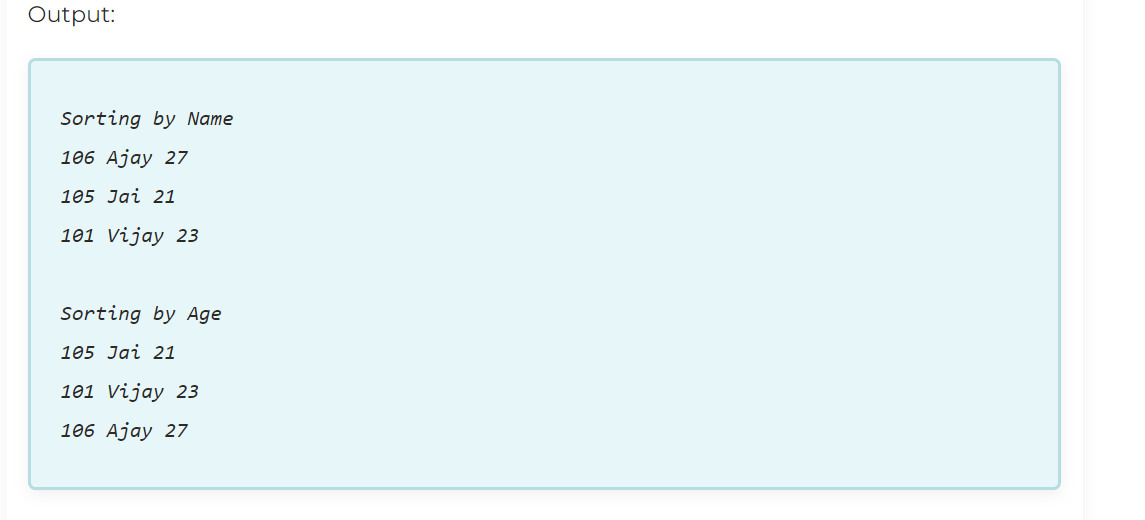 Output:
Sorting by Name
106 Ajay 27
105 Jai 21
101 Vijay 23
Sorting by Age
105 Jai 21
101 Vijay 23
106 Ajay 27